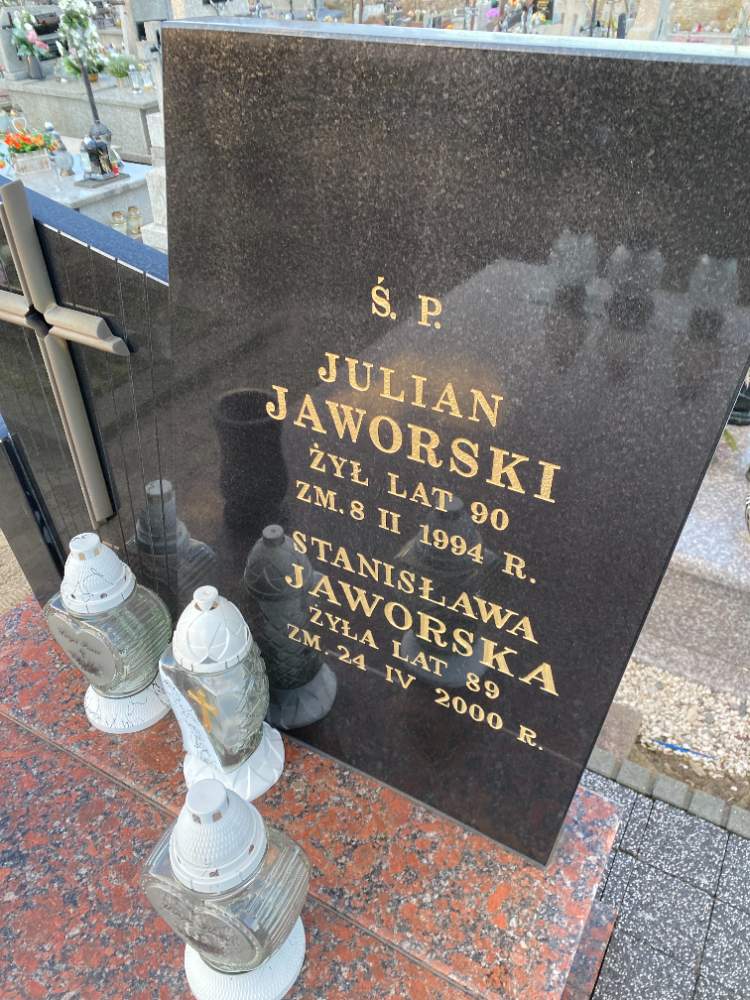 Ś. P.
JULIAN
JAWORSKI
ŻYŁ LAT 90
ZM. 8 II 1994 R.
STANISŁAWA
JAWORSKA
ŻYŁA LAT 89
ZM. 24 IV 2000 R.